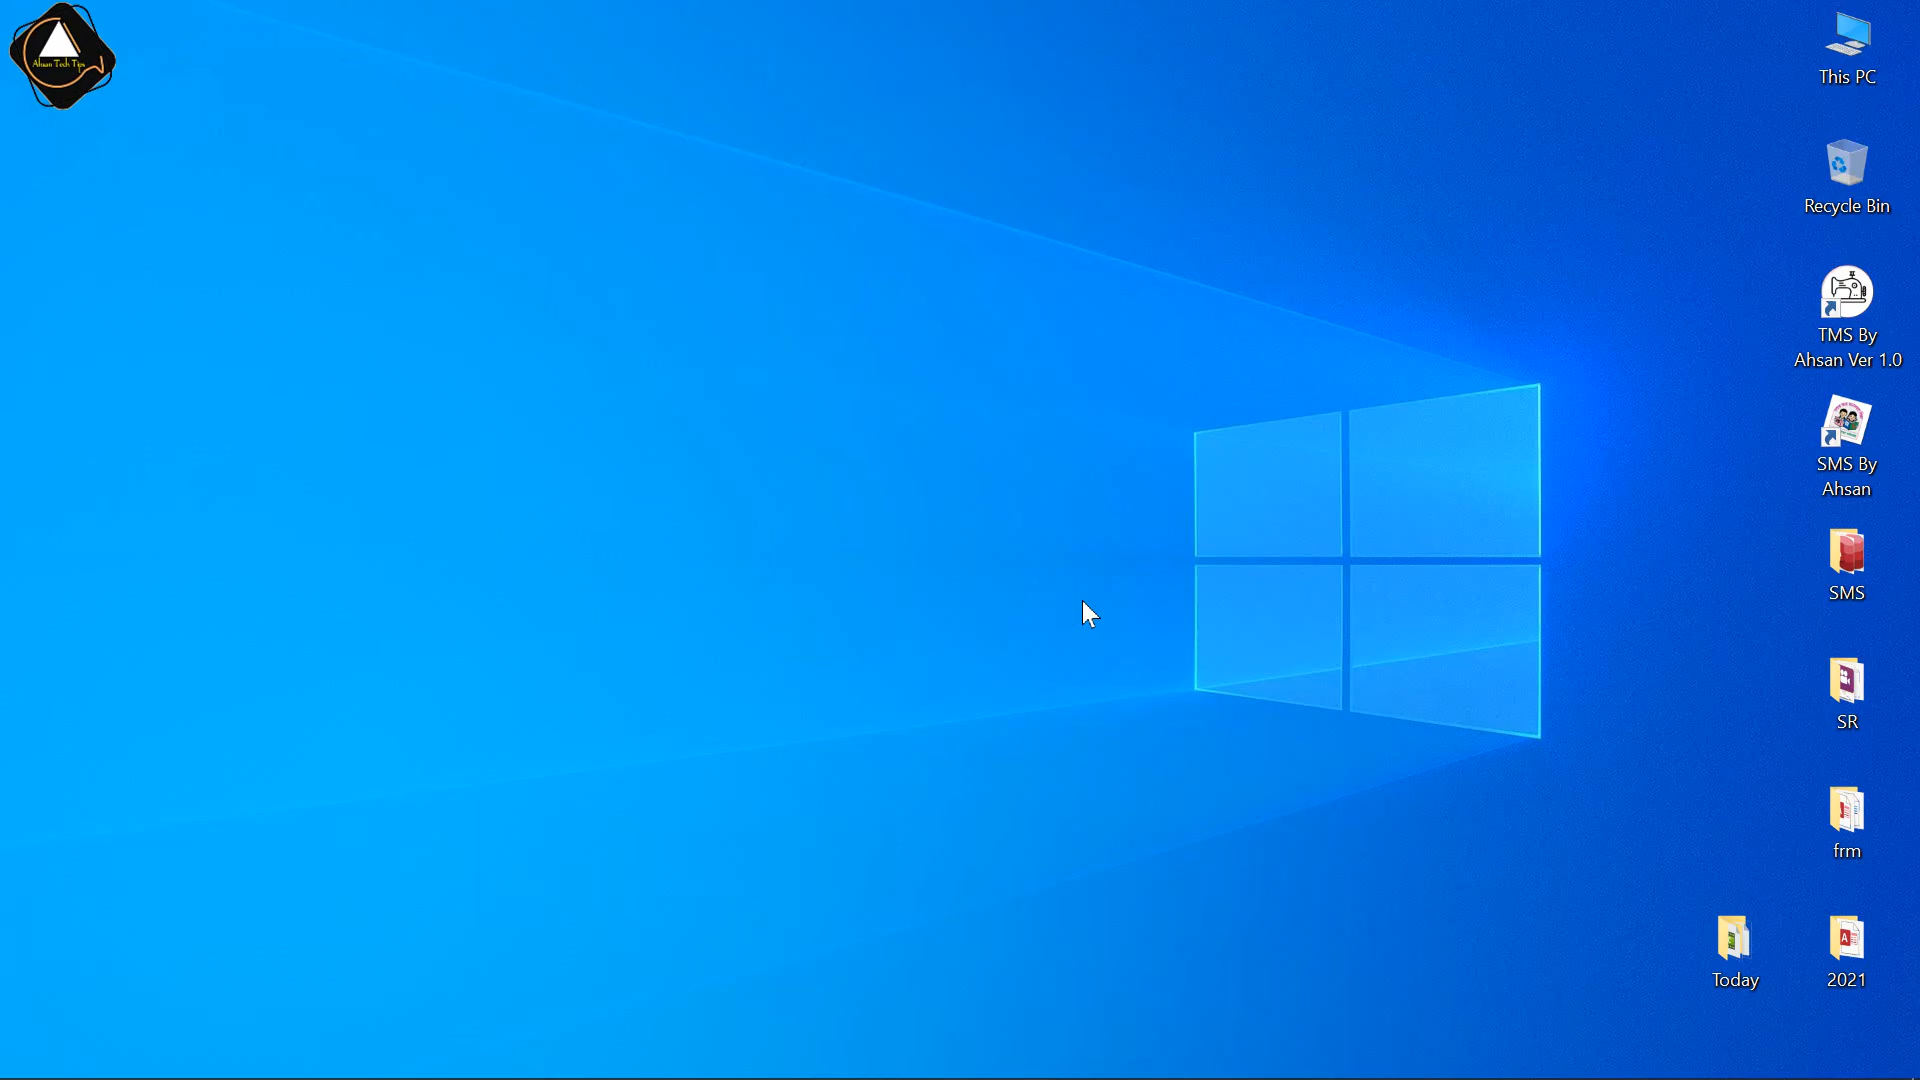 Ahsan Tech Tips
This PC
Recycle Bin
TMS By
Ahsan Ver 1.0
SMS By
Ahsan
SMS
SR
frm
Today
2021